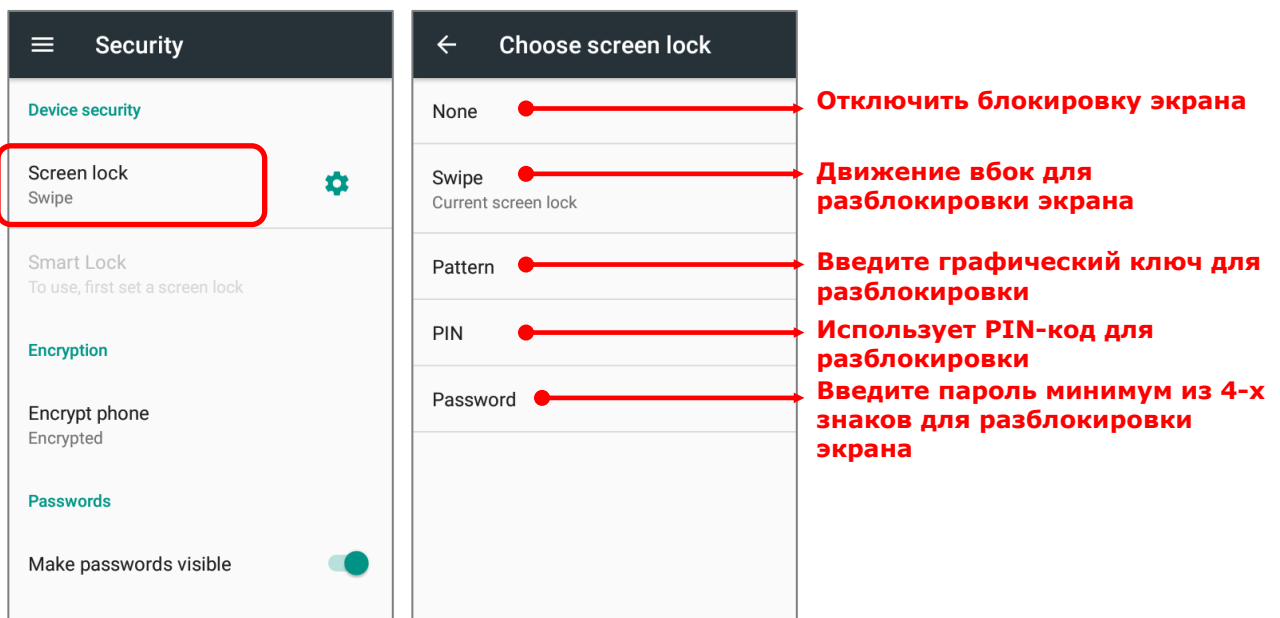 Security
Device security
Screen lock
Swipe
Smart Lock
To use, first set a screen lock
Encryption
Encrypt phone
Encrypted
Passwords
Make passwords visible
Choose screen lock
None
Swipe
Current screen lock
Pattern
PIN
Password
Отключить блокировку экрана
Движение вбок для
разблокировки экрана
Введите графический ключ для
разблокировки
Использует PIN-код для
разблокировки
Введите пароль минимум из 4-х
знаков для разблокировки
экрана